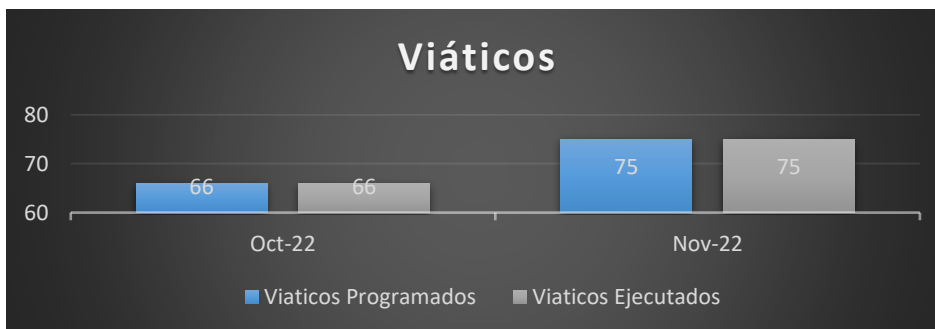 Viáticos
80
70
60
66
66
75
75
Oct-22
Nov-22
Viaticos Programados
Viaticos Ejecutados